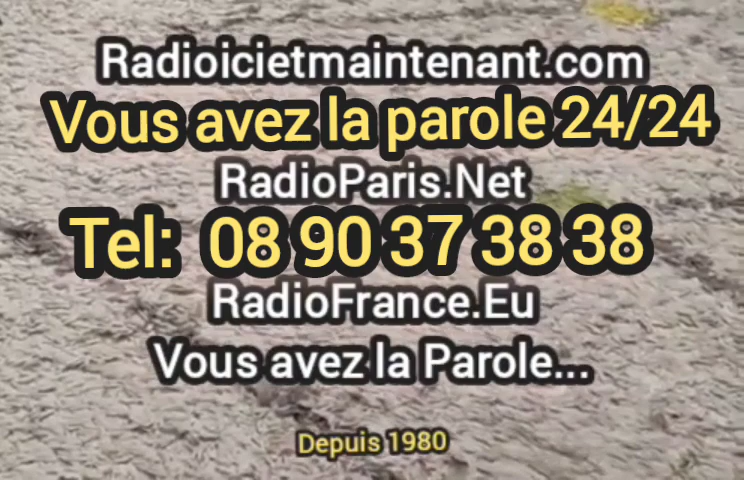 Radioicietmaintenant.com
Vous avez la parole 24/24
RadioParis.Net
Tel: 08 90 37 38 38
RadioFrance.Eu
Vous avez la Parole...
Depuis 1980